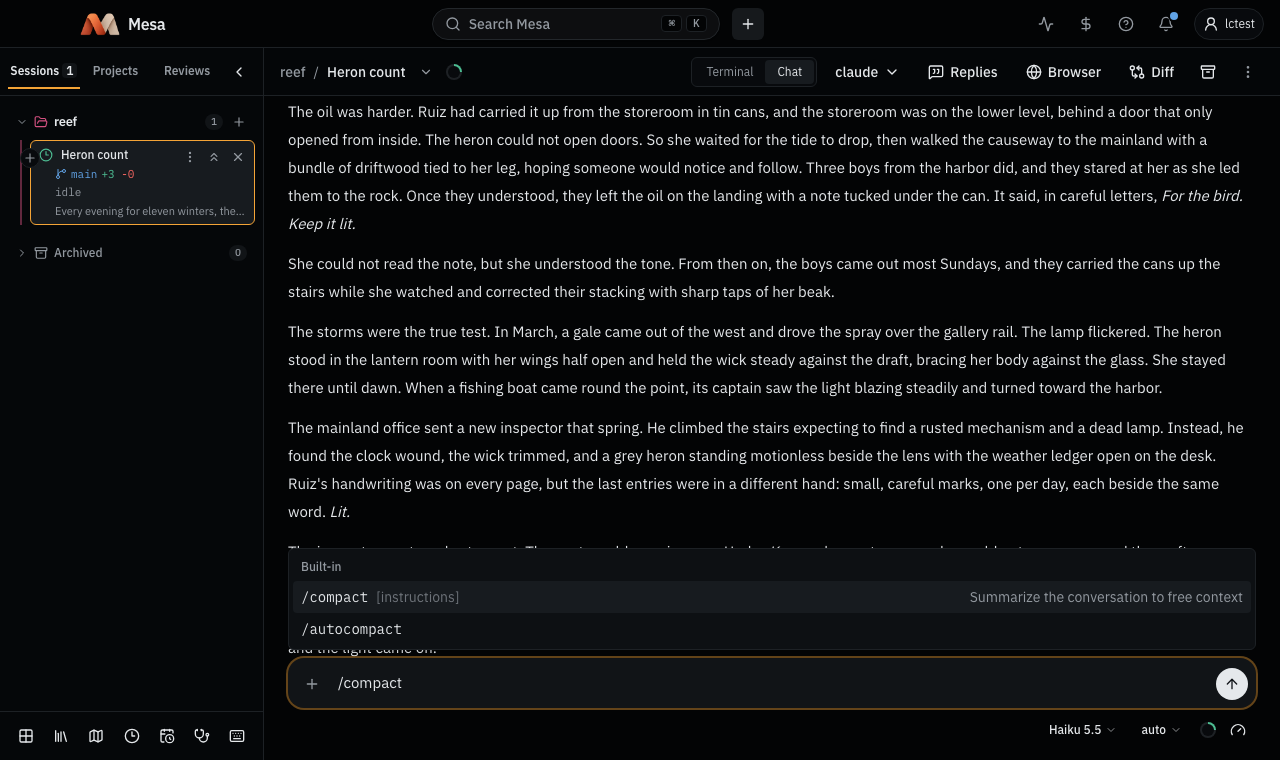 Mesa
Search Mesa
⌘ K
lctest
Sessions 1
Projects
Reviews
reef / Heron count
Terminal
Chat
claude
Replies
Browser
Diff
reef
1
Heron count
main +3 -0
idle
Every evening for eleven winters, the...
Archived
0
The oil was harder. Ruiz had carried it up from the storeroom in tin cans, and the storeroom was on the lower level, behind a door that only
opened from inside. The heron could not open doors. So she waited for the tide to drop, then walked the causeway to the mainland with a
bundle of driftwood tied to her leg, hoping someone would notice and follow. Three boys from the harbor did, and they stared at her as she led
them to the rock. Once they understood, they left the oil on the landing with a note tucked under the can. It said, in careful letters, For the bird.
Keep it lit.
She could not read the note, but she understood the tone. From then on, the boys came out most Sundays, and they carried the cans up the
stairs while she watched and corrected their stacking with sharp taps of her beak.
The storms were the true test. In March, a gale came out of the west and drove the spray over the gallery rail. The lamp flickered. The heron
stood in the lantern room with her wings half open and held the wick steady against the draft, bracing her body against the glass. She stayed
there until dawn. When a fishing boat came round the point, its captain saw the light blazing steadily and turned toward the harbor.
The mainland office sent a new inspector that spring. He climbed the stairs expecting to find a rusted mechanism and a dead lamp. Instead, he
found the clock wound, the wick trimmed, and a grey heron standing motionless beside the lens with the weather ledger open on the desk.
Ruiz's handwriting was on every page, but the last entries were in a different hand: small, careful marks, one per day, each beside the same
word. Lit.
Built-in
/compact [instructions]
Summarize the conversation to free context
/autocompact
and the light came on.
/compact
Haiku 5.5
auto